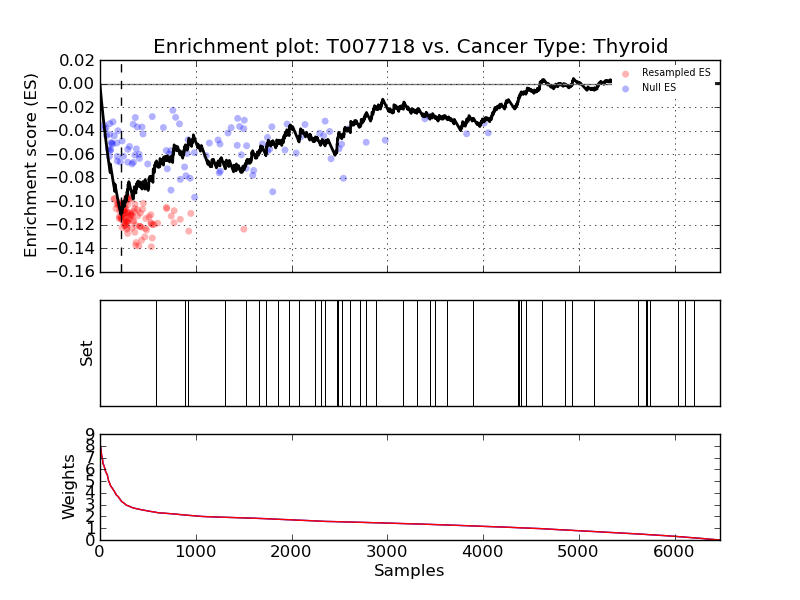 Enrichment plot: T007718 vs. Cancer Type: Thyroid
Enrichment score (ES)
0.02
0.00
−0.02
−0.04
−0.06
−0.08
−0.10
−0.12
−0.14
−0.16
Resampled ES
Null ES
Set
Weights
9
8
7
6
5
4
3
2
1
0
0 1000 2000 3000 4000 5000 6000
Samples